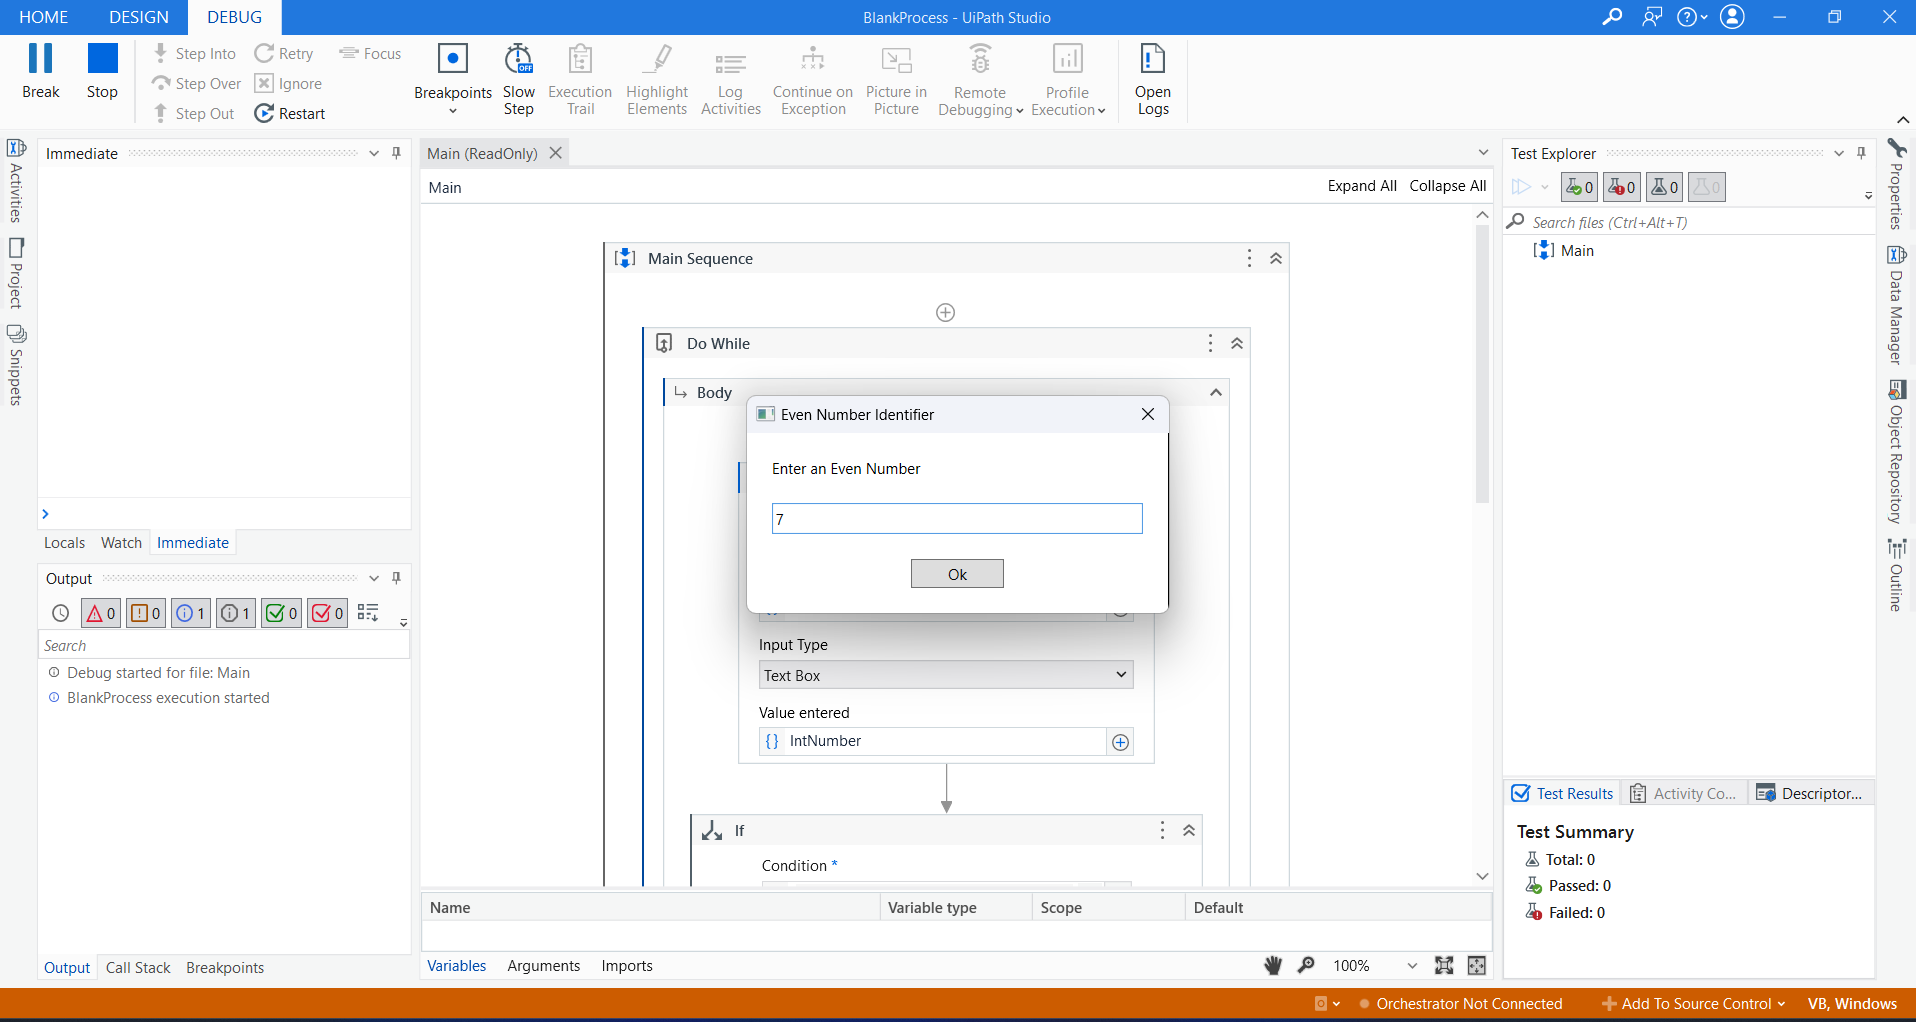 HOME DESIGN DEBUG BlankProcess - UiPath Studio
Break Stop Step Into Retry Focus
Step Over Ignore
Step Out Restart
Breakpoints Slow Step OFF Execution Trail Highlight Elements Log Activities Continue on Exception Picture in Picture Remote Debugging Profile Execution Open Logs
Activities
Project
Snippets
Immediate
Locals Watch Immediate
Output
0 0 1 1 0 0
Search
Debug started for file: Main
BlankProcess execution started
Output Call Stack Breakpoints
Main (ReadOnly)
Main Expand All Collapse All
Main Sequence
Do While
Body
Even Number Identifier
Enter an Even Number
7
Ok
Input Type
Text Box
Value entered
{} IntNumber
If
Condition *
Name Variable type Scope Default
Variables Arguments Imports 100%
Test Explorer
0 0 0 0
Search files (Ctrl+Alt+T)
Main
Test Results Activity Co... Descriptor...
Test Summary
Total: 0
Passed: 0
Failed: 0
Properties
Data Manager
Object Repository
Outline
Orchestrator Not Connected Add To Source Control VB, Windows